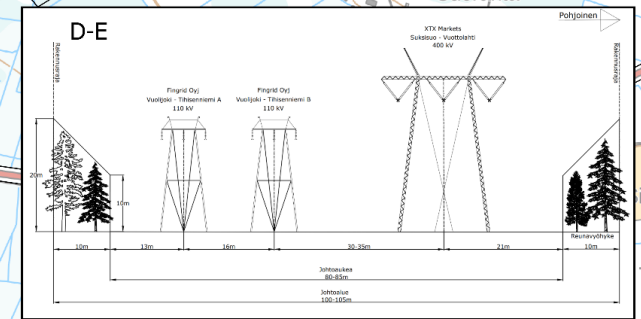 Pohjoinen
D-E
XTX Markets
Suksisuo - Vuottolahti
400 kV
Rakennusraja
Rakennusraja
Fingrid Oyj
Vuolijoki - Tihisenniemi A
110 kV
Fingrid Oyj
Vuolijoki - Tihisenniemi B
110 kV
20m
10m
Reunavyöhyke
10m
13m
16m
30-35m
21m
10m
Johtoaukea
80-85m
Johtoalue
100-105m